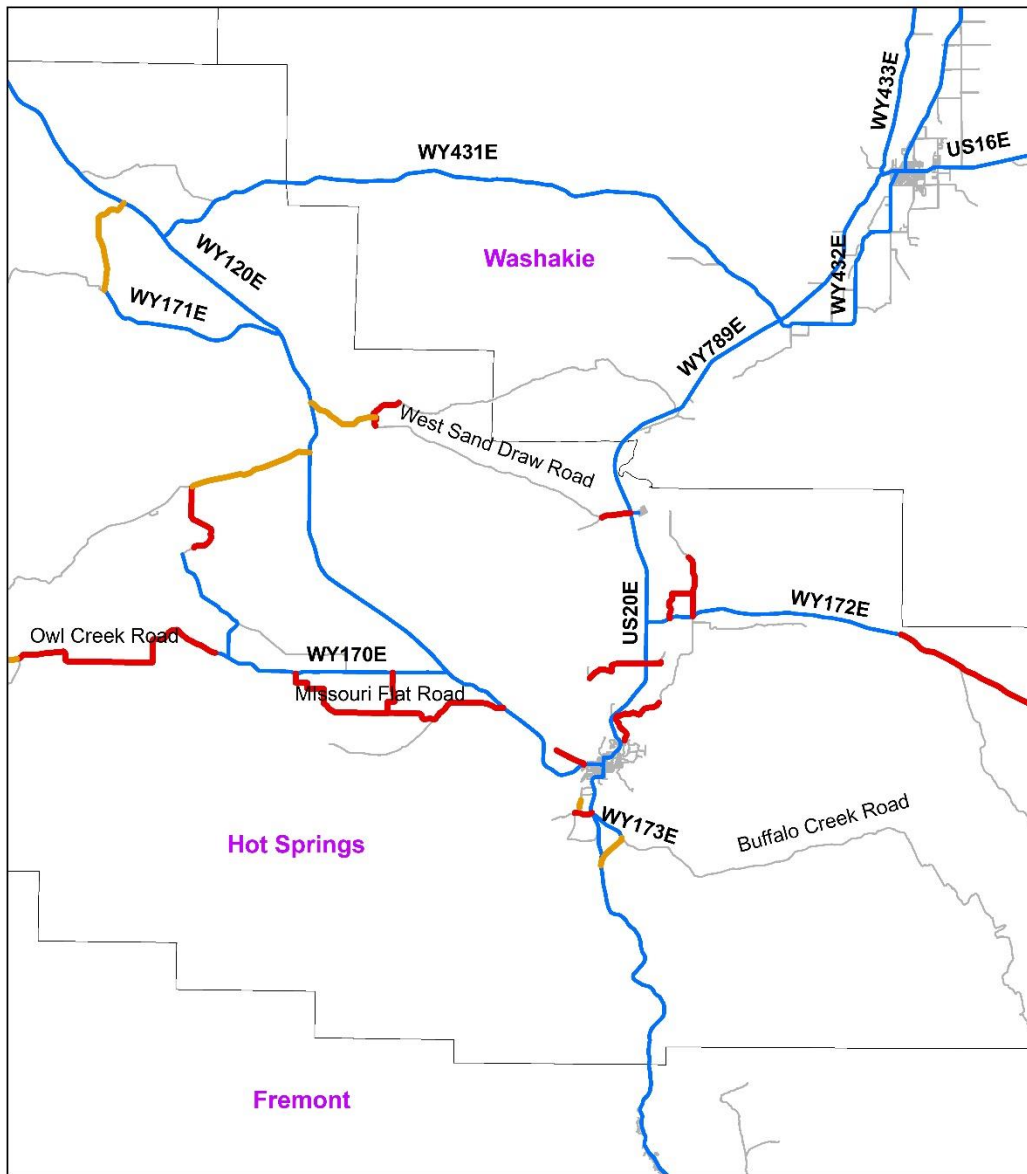 WY433E
US16E
WY431E
WY120E
Washakie
WY432E
WY171E
WY789E
West Sand Draw Road
US20E
WY172E
Owl Creek Road
WY170E
Missouri Flat Road
WY173E
Buffalo Creek Road
Hot Springs
Fremont